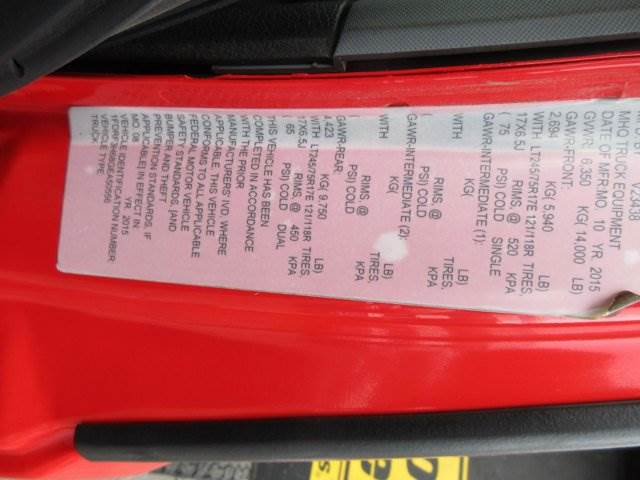 MHQ TRUCK EQUIPMENT
DATE OF MFR:MO. 10 YR. 2015
GVWR: 6,350 KG( 14,000 LB)
GAWR-FRONT:
2,694 KG( 5,940 LB)
WITH LT245/75R17E 121/118R TIRES,
17X6.5J RIMS, @ 520 KPA
( 75 PSI) COLD SINGLE
GAWR-INTERMEDIATE (1):
KG( LB)
WITH TIRES,
RIMS, @ KPA
PSI) COLD
GAWR-INTERMEDIATE (2):
KG( LB)
WITH TIRES,
RIMS, @ KPA
PSI) COLD
GAWR-REAR:
4,423 KG( 9,750 LB)
WITH LT245/75R17E 121/118R TIRES,
17X6.5J RIMS, @ 450 KPA
( 65 PSI) COLD DUAL
THIS VEHICLE HAS BEEN
COMPLETED IN ACCORDANCE
WITH THE PRIOR
MANUFACTURERS' IVD, WHERE
APPLICABLE. THIS VEHICLE
CONFORMS TO ALL APPLICABLE
FEDERAL MOTOR VEHICLE
SAFETY STANDARDS, [AND
BUMPER AND THEFT
PREVENTION STANDARDS, IF
APPLICABLE] IN EFFECT IN
MO. 08 YR. 2015
VEHICLE IDENTIFICATION NUMBER
VEHICLE TYPE
TRUCK